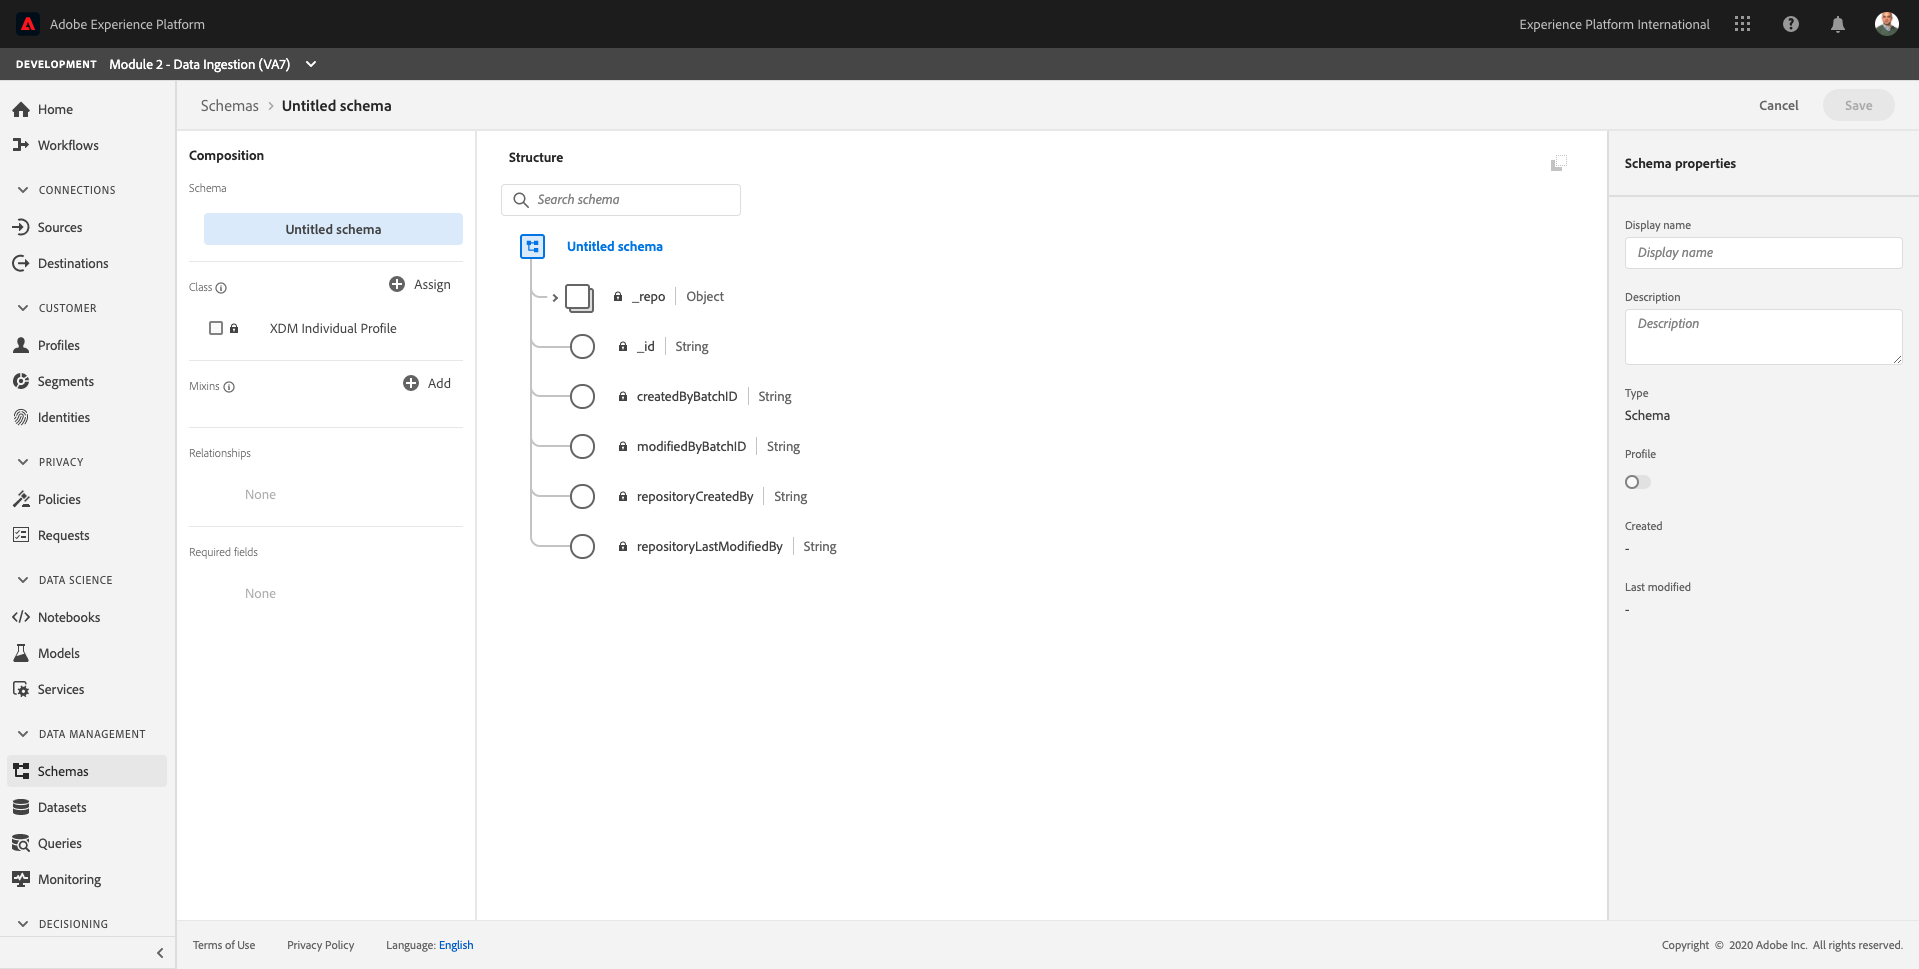 Adobe Experience Platform
Experience Platform International
DEVELOPMENT Module 2 - Data Ingestion (VA7)
Home
Workflows
CONNECTIONS
Sources
Destinations
CUSTOMER
Profiles
Segments
Identities
PRIVACY
Policies
Requests
DATA SCIENCE
Notebooks
Models
Services
DATA MANAGEMENT
Schemas
Datasets
Queries
Monitoring
DECISIONING
Schemas > Untitled schema
Cancel
Save
Composition
Schema
Untitled schema
Class
Assign
XDM Individual Profile
Mixins
Add
Relationships
None
Required fields
None
Structure
Search schema
Untitled schema
_repo | Object
_id | String
createdByBatchID | String
modifiedByBatchID | String
repositoryCreatedBy | String
repositoryLastModifiedBy | String
Schema properties
Display name
Display name
Description
Description
Type
Schema
Profile
Created
-
Last modified
-
Terms of Use
Privacy Policy
Language: English
Copyright © 2020 Adobe Inc. All rights reserved.